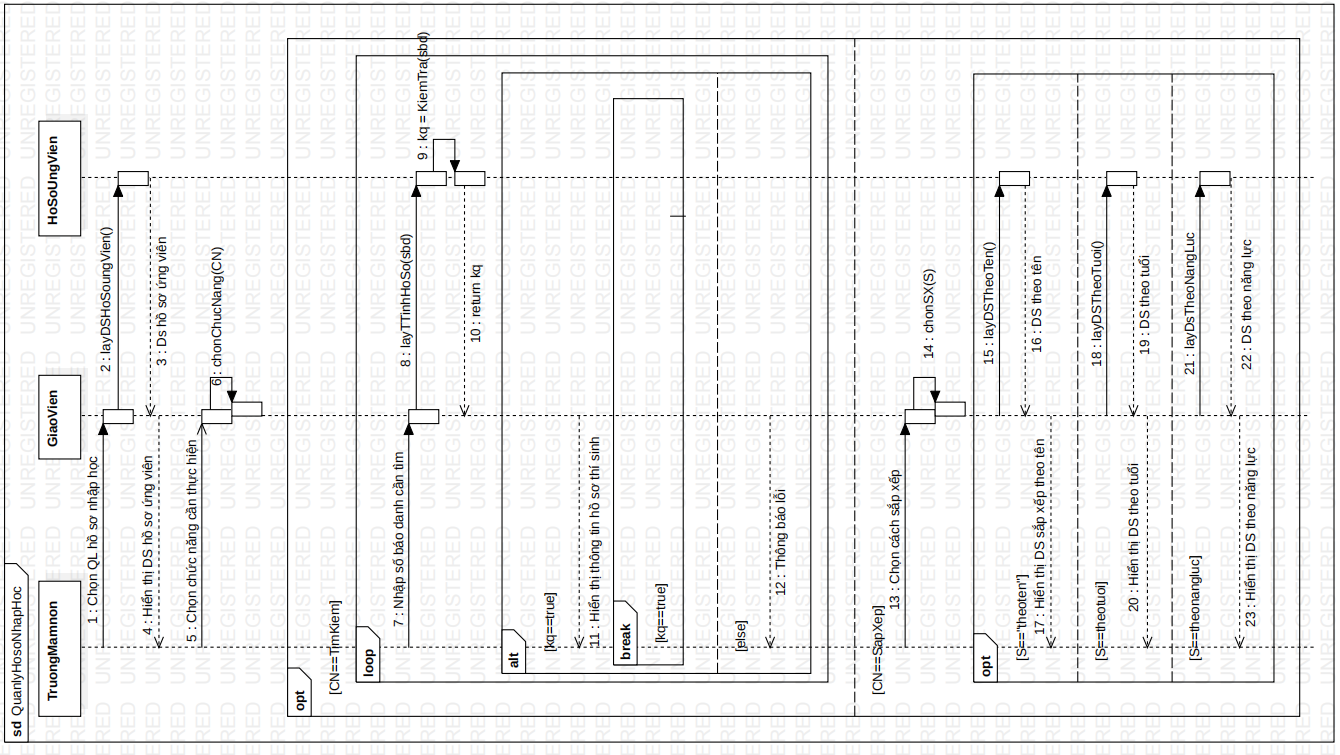 sd QuanlyHosoNhapHoc
TruongMamnon
GiaoVien
HoSoUngVien
1 : Chọn QL hồ sơ nhập học
2 : layDSHoSoungVien()
3 : Ds hồ sơ ứng viên
4 : Hiển thị DS hồ sơ ứng viên
5 : Chọn chức năng cần thực hiện
6 : chonChucNang(CN)
opt
[CN==TimKiem]
loop
7 : Nhập số báo danh cần tìm
8 : layTTinhHoSo(sbd)
9 : kq = KiemTra(sbd)
10 : return kq
alt
[kq==true]
11 : Hiển thị thông tin hồ sơ thí sinh
break
[kq==true]
[else]
12 : Thông báo lỗi
[CN==SapXep]
13 : Chọn cách sắp xếp
14 : chonSX(S)
opt
[S=="theoten"]
15 : layDSTheoTen()
16 : DS theo tên
17 : Hiển thị DS sắp xếp theo tên
[S==theotuoi]
18 : layDSTheoTuoi()
19 : DS theo tuổi
20 : Hiển thị DS theo tuổi
[S==theonangluc]
21 : layDsTheoNangLuc
22 : DS theo năng lực
23 : Hiển thị DS theo năng lực
UNREGISTERED